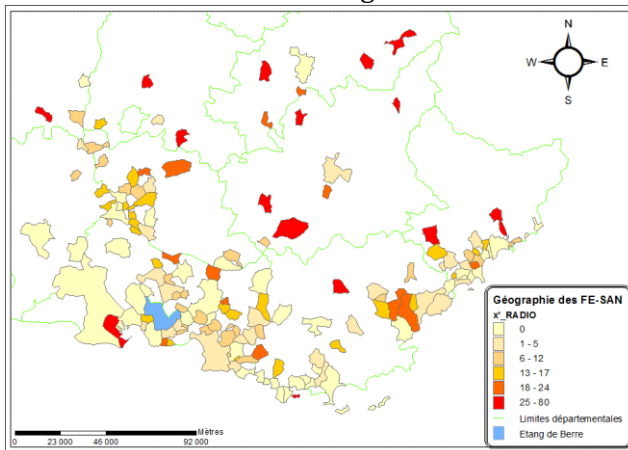 N
W E
S
Géographie des FE-SAN
x'_RADIO
0
1 - 5
6 - 12
13 - 17
18 - 24
25 - 80
Limites départementales
Etang de Berre
Mètres
0 23 000 46 000 92 000